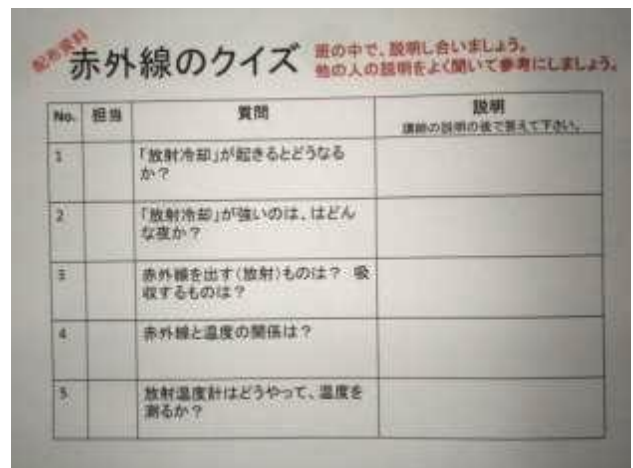 配布資料
赤外線のクイズ
班の中で、説明し合いましょう。
他の人の説明をよく聞いて参考にしましょう。
No. 担当 質問 説明
講師の説明の後で答えて下さい。
1 「放射冷却」が起きるとどうなる
か？
2 「放射冷却」が強いのは、はどん
な夜か？
3 赤外線を出す（放射）ものは？ 吸
収するものは？
4 赤外線と温度の関係は？
5 放射温度計はどうやって、温度を
測るか？